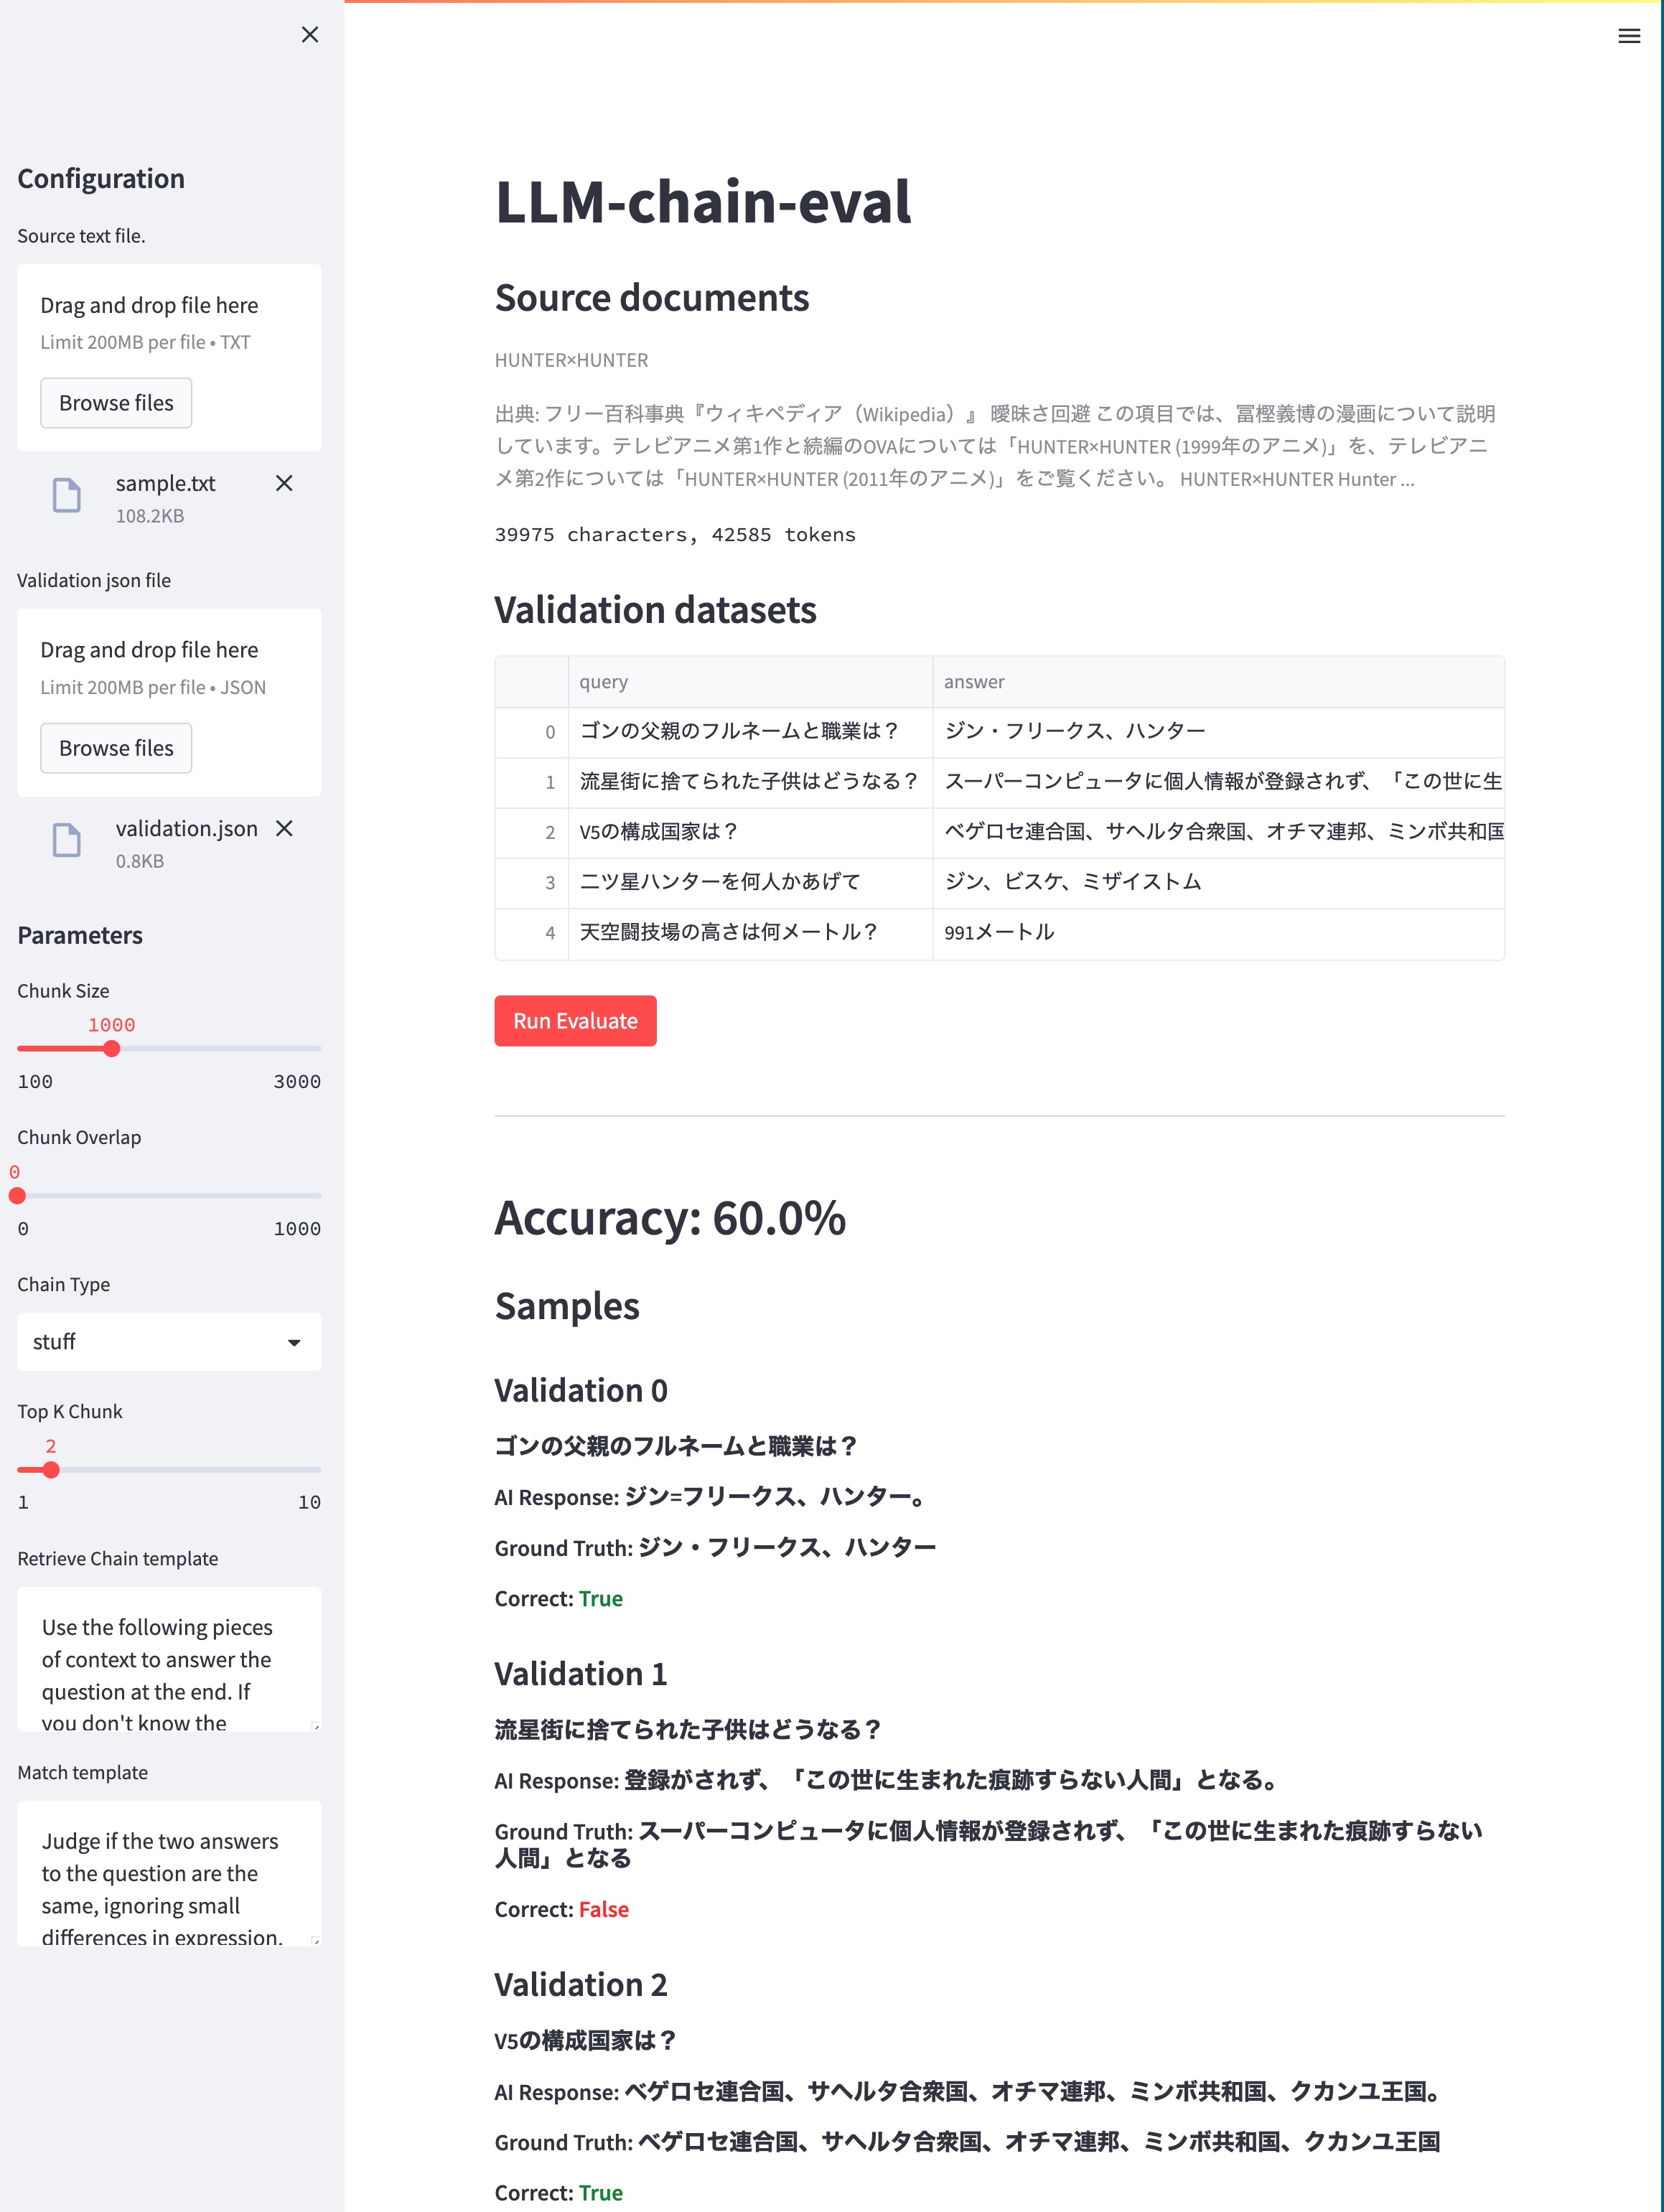 Configuration
Source text file.
Drag and drop file here
Limit 200MB per file • TXT
Browse files
sample.txt
108.2KB
Validation json file
Drag and drop file here
Limit 200MB per file • JSON
Browse files
validation.json
0.8KB
Parameters
Chunk Size
1000
100 3000
Chunk Overlap
0
0 1000
Chain Type
stuff
Top K Chunk
2
1 10
Retrieve Chain template
Use the following pieces
of context to answer the
question at the end. If
you don't know the
Match template
Judge if the two answers
to the question are the
same, ignoring small
differences in expression.
LLM-chain-eval
Source documents
HUNTER×HUNTER
出典: フリー百科事典『ウィキペディア（Wikipedia）』 曖昧さ回避 この項目では、冨樫義博の漫画について説明
しています。テレビアニメ第1作と続編のOVAについては「HUNTER×HUNTER (1999年のアニメ)」を、テレビアニ
メ第2作については「HUNTER×HUNTER (2011年のアニメ)」をご覧ください。 HUNTER×HUNTER Hunter ...
39975 characters, 42585 tokens
Validation datasets
query answer
0 ゴンの父親のフルネームと職業は？ ジン・フリークス、ハンター
1 流星街に捨てられた子供はどうなる？ スーパーコンピュータに個人情報が登録されず、「この世に生
2 V5の構成国家は？ ベゲロセ連合国、サヘルタ合衆国、オチマ連邦、ミンボ共和国
3 二ツ星ハンターを何人かあげて ジン、ビスケ、ミザイストム
4 天空闘技場の高さは何メートル？ 991メートル
Run Evaluate
Accuracy: 60.0%
Samples
Validation 0
ゴンの父親のフルネームと職業は？
AI Response: ジン=フリークス、ハンター。
Ground Truth: ジン・フリークス、ハンター
Correct: True
Validation 1
流星街に捨てられた子供はどうなる？
AI Response: 登録がされず、「この世に生まれた痕跡すらない人間」となる。
Ground Truth: スーパーコンピュータに個人情報が登録されず、「この世に生まれた痕跡すらない
人間」となる
Correct: False
Validation 2
V5の構成国家は？
AI Response: ベゲロセ連合国、サヘルタ合衆国、オチマ連邦、ミンボ共和国、クカンユ王国。
Ground Truth: ベゲロセ連合国、サヘルタ合衆国、オチマ連邦、ミンボ共和国、クカンユ王国
Correct: True